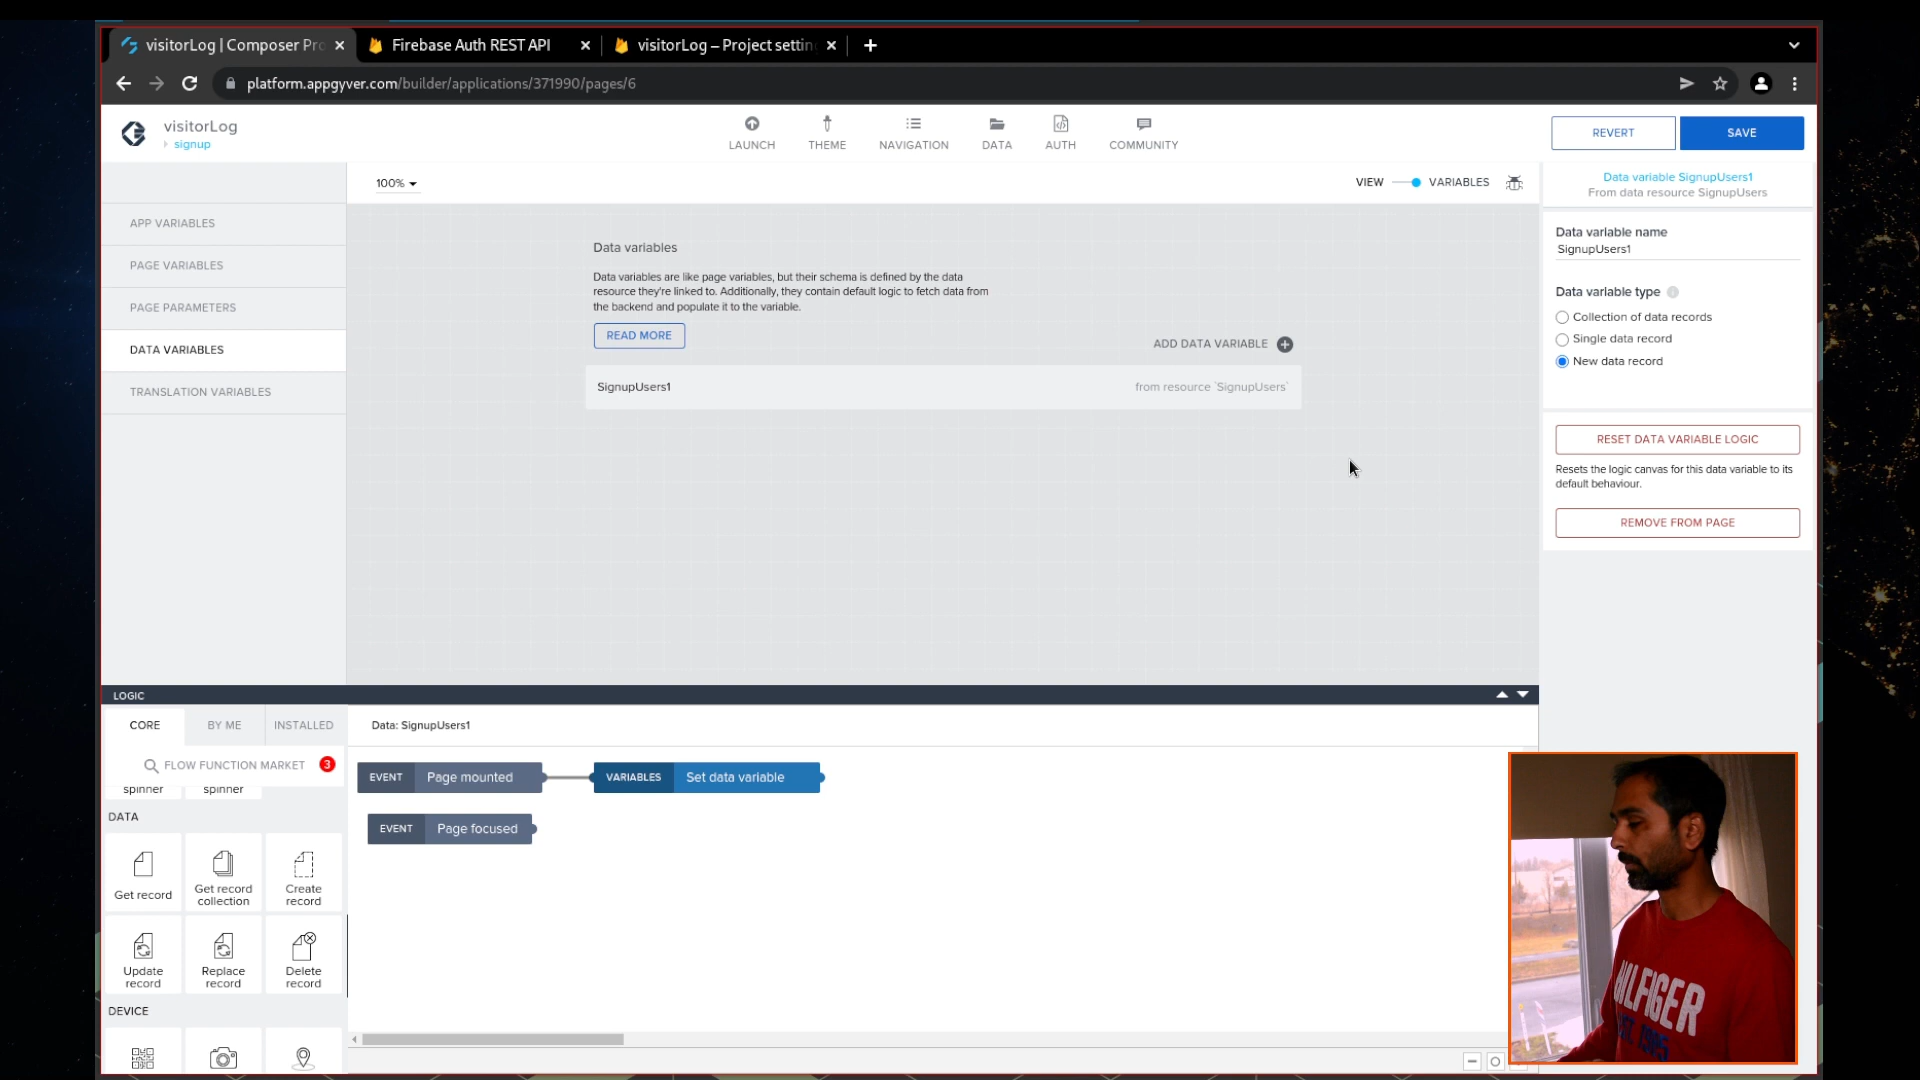 visitorLog | Composer Pro
Firebase Auth REST API
visitorLog – Project settin
platform.appgyver.com/builder/applications/371990/pages/6
visitorLog
signup
LAUNCH
THEME
NAVIGATION
DATA
AUTH
COMMUNITY
REVERT
SAVE
100%
VIEW
VARIABLES
APP VARIABLES
PAGE VARIABLES
PAGE PARAMETERS
DATA VARIABLES
TRANSLATION VARIABLES
Data variables
Data variables are like page variables, but their schema is defined by the data
resource they're linked to. Additionally, they contain default logic to fetch data from
the backend and populate it to the variable.
READ MORE
ADD DATA VARIABLE
SignupUsers1
from resource `SignupUsers`
Data variable SignupUsers1
From data resource SignupUsers
Data variable name
SignupUsers1
Data variable type
Collection of data records
Single data record
New data record
RESET DATA VARIABLE LOGIC
Resets the logic canvas for this data variable to its
default behaviour.
REMOVE FROM PAGE
LOGIC
CORE
BY ME
INSTALLED
Data: SignupUsers1
FLOW FUNCTION MARKET
3
spinner
spinner
DATA
Get record
Get record
collection
Create
record
Update
record
Replace
record
Delete
record
DEVICE
EVENT
Page mounted
VARIABLES
Set data variable
EVENT
Page focused
HILFIGER
EST. 1985